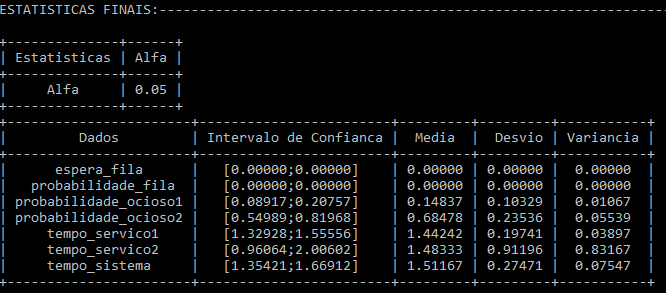 ESTATISTICAS FINAIS:----------------------------------------------------------------
+--------------+------+
| Estatisticas | Alfa |
+--------------+------+
|     Alfa     | 0.05 |
+--------------+------+
+-----------------------+-------------------------+---------+---------+-----------+
|         Dados         | Intervalo de Confianca  |  Media  |  Desvio | Variancia |
+-----------------------+-------------------------+---------+---------+-----------+
|      espera_fila      |   [0.00000;0.00000]     | 0.00000 | 0.00000 |  0.00000  |
|   probabilidade_fila  |   [0.00000;0.00000]     | 0.00000 | 0.00000 |  0.00000  |
| probabilidade_ocioso1 |   [0.08917;0.20757]     | 0.14837 | 0.10329 |  0.01067  |
| probabilidade_ocioso2 |   [0.54989;0.81968]     | 0.68478 | 0.23536 |  0.05539  |
|     tempo_servico1    |   [1.32928;1.55556]     | 1.44242 | 0.19741 |  0.03897  |
|     tempo_servico2    |   [0.96064;2.00602]     | 1.48333 | 0.91196 |  0.83167  |
|     tempo_sistema     |   [1.35421;1.66912]     | 1.51167 | 0.27471 |  0.07547  |
+-----------------------+-------------------------+---------+---------+-----------+